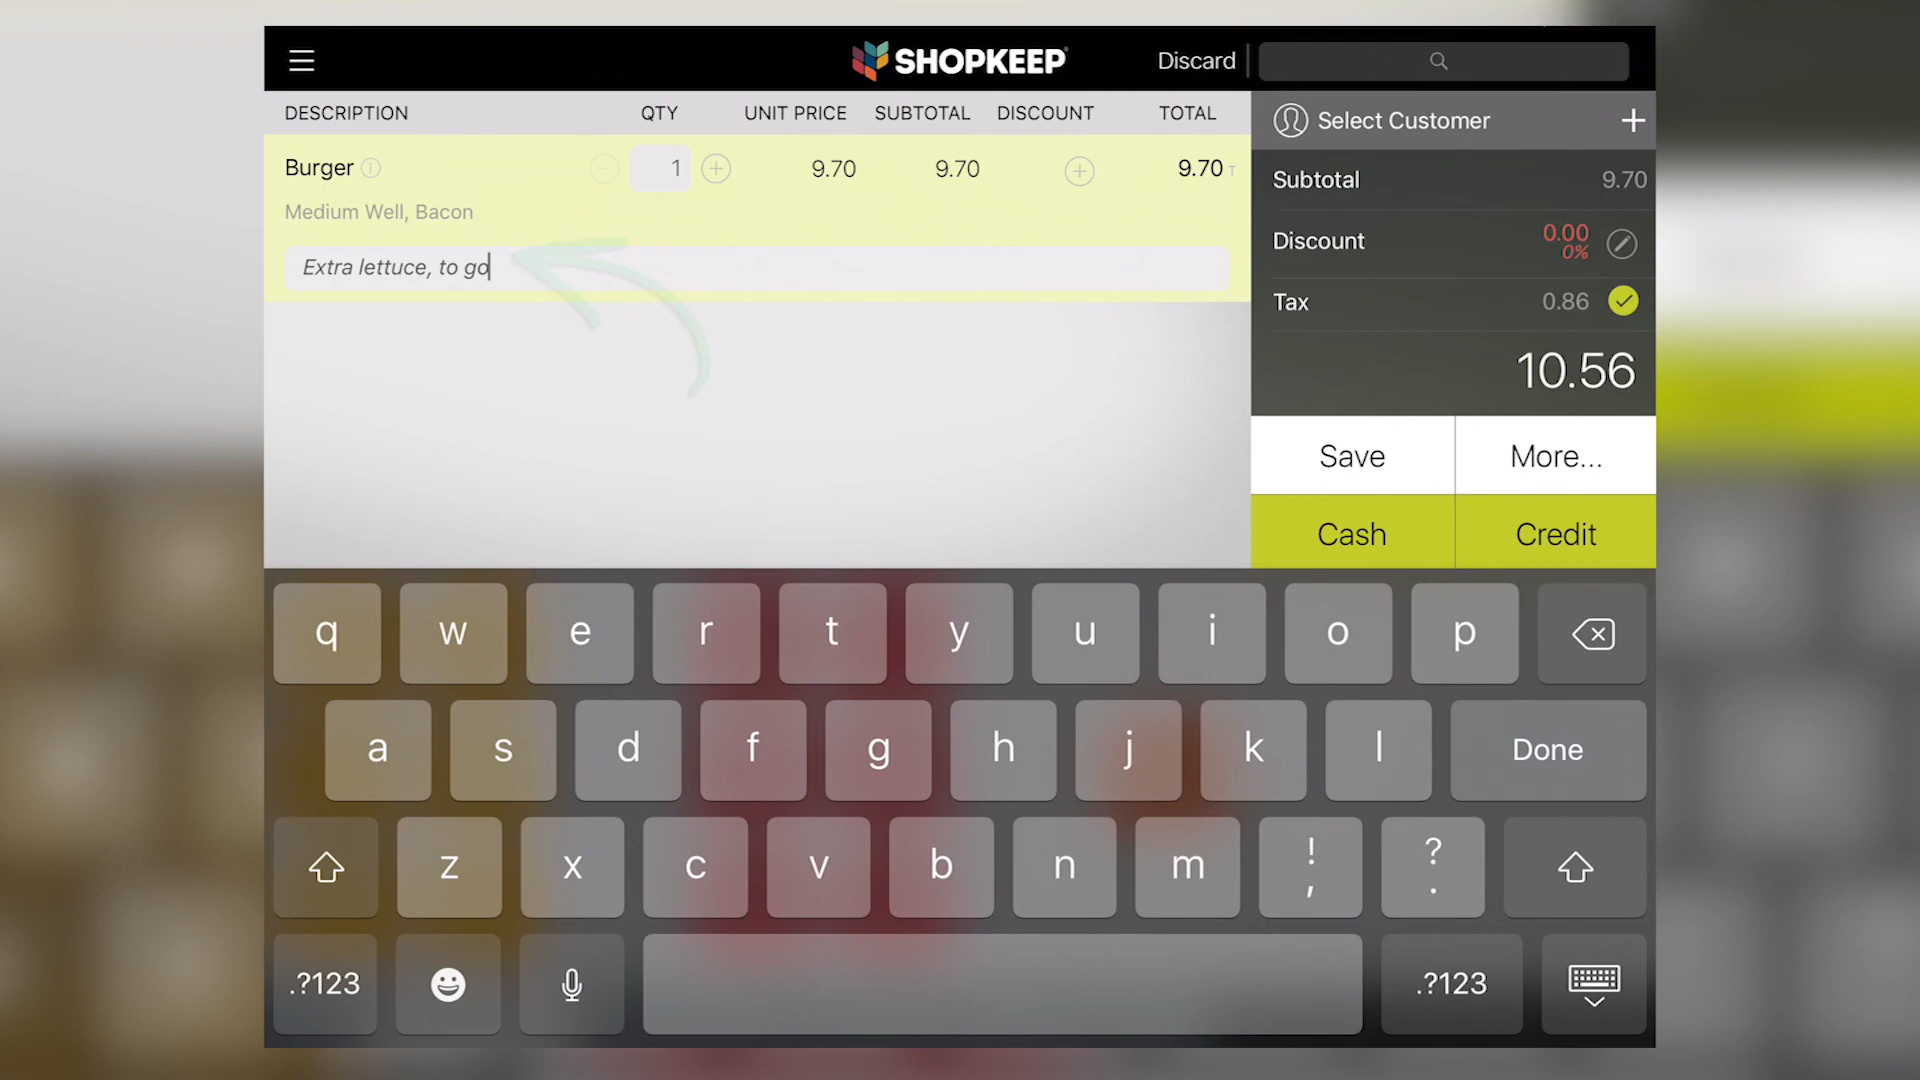 SHOPKEEP
Discard
DESCRIPTION QTY UNIT PRICE SUBTOTAL DISCOUNT TOTAL
Burger 1 9.70 9.70 9.70 T
Medium Well, Bacon
Extra lettuce, to go
Select Customer
Subtotal 9.70
Discount 0.00
0%
Tax 0.86
10.56
Save More...
Cash Credit
q w e r t y u i o p
a s d f g h j k l Done
z x c v b n m ! , ? .
.?123 .?123